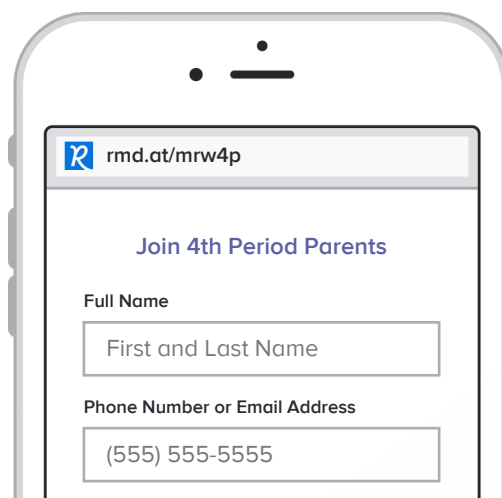 rmd.at/mrw4p
Join 4th Period Parents
Full Name
First and Last Name
Phone Number or Email Address
(555) 555-5555